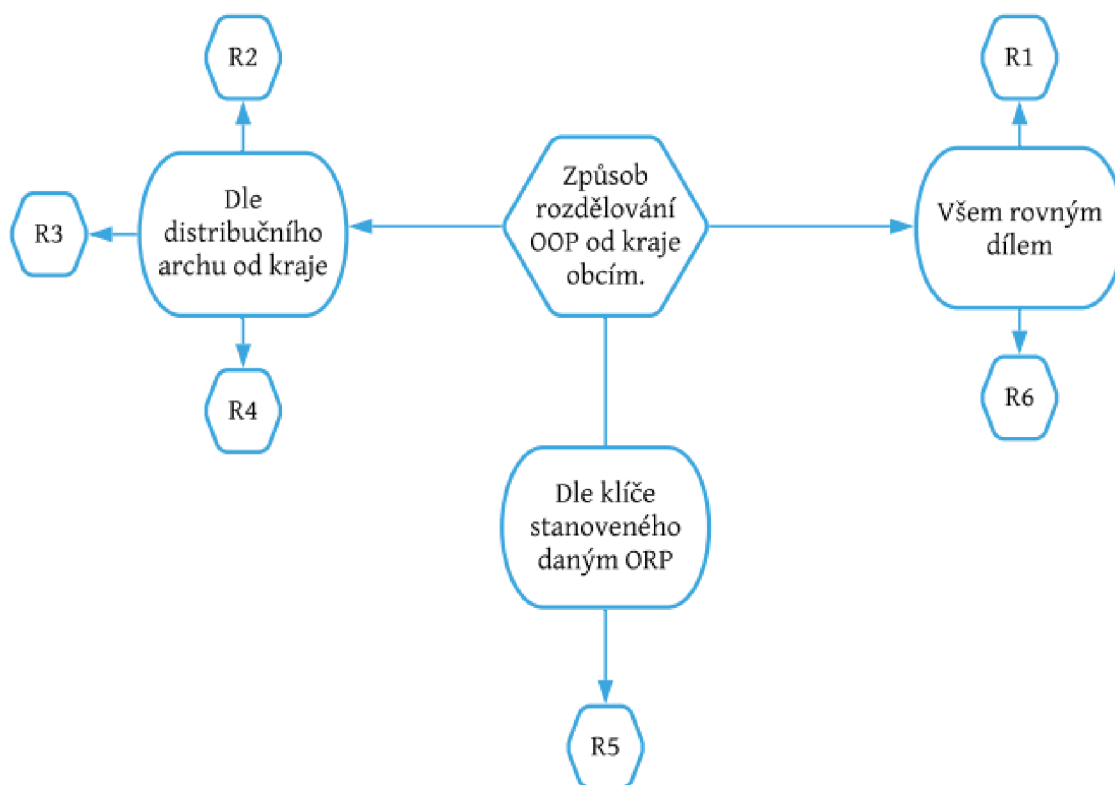 R2
R1
Způsob
rozdělování
OOP od kraje
obcím.
Dle
distribučního
archu od kraje
Všem rovným
dílem
R3
R4
R6
Dle klíče
stanoveného
daným ORP
R5